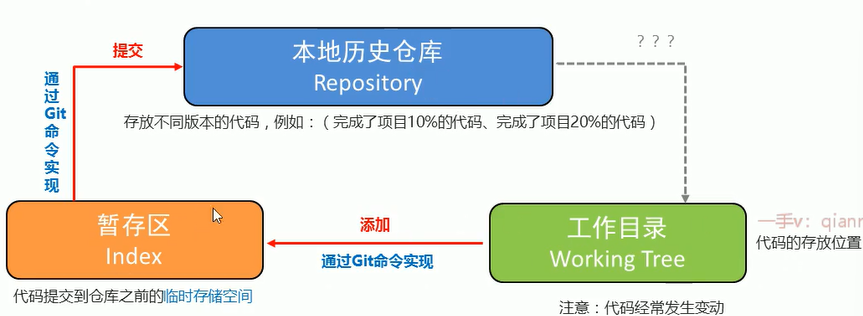 本地历史仓库
Repository
提交
？？？
通过Git命令实现
存放不同版本的代码，例如：（完成了项目10%的代码、完成了项目20%的代码）
暂存区
Index
添加
通过Git命令实现
工作目录
Working Tree
一手v：qianr
代码的存放位置
代码提交到仓库之前的临时存储空间
注意：代码经常发生变动